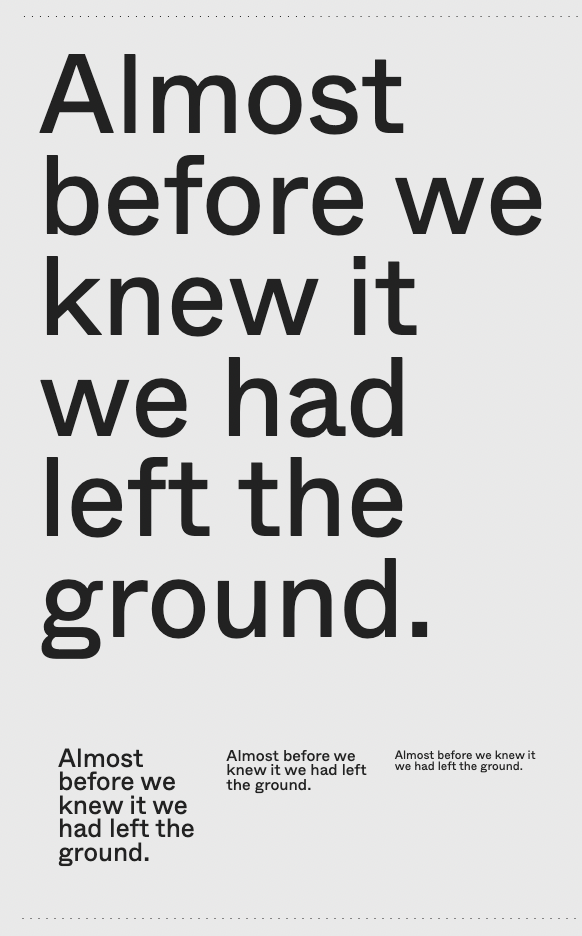 Almost
before we
knew it
we had
left the
ground.
Almost
before we
knew it we
had left the
ground.
Almost before we
knew it we had left
the ground.
Almost before we knew it
we had left the ground.